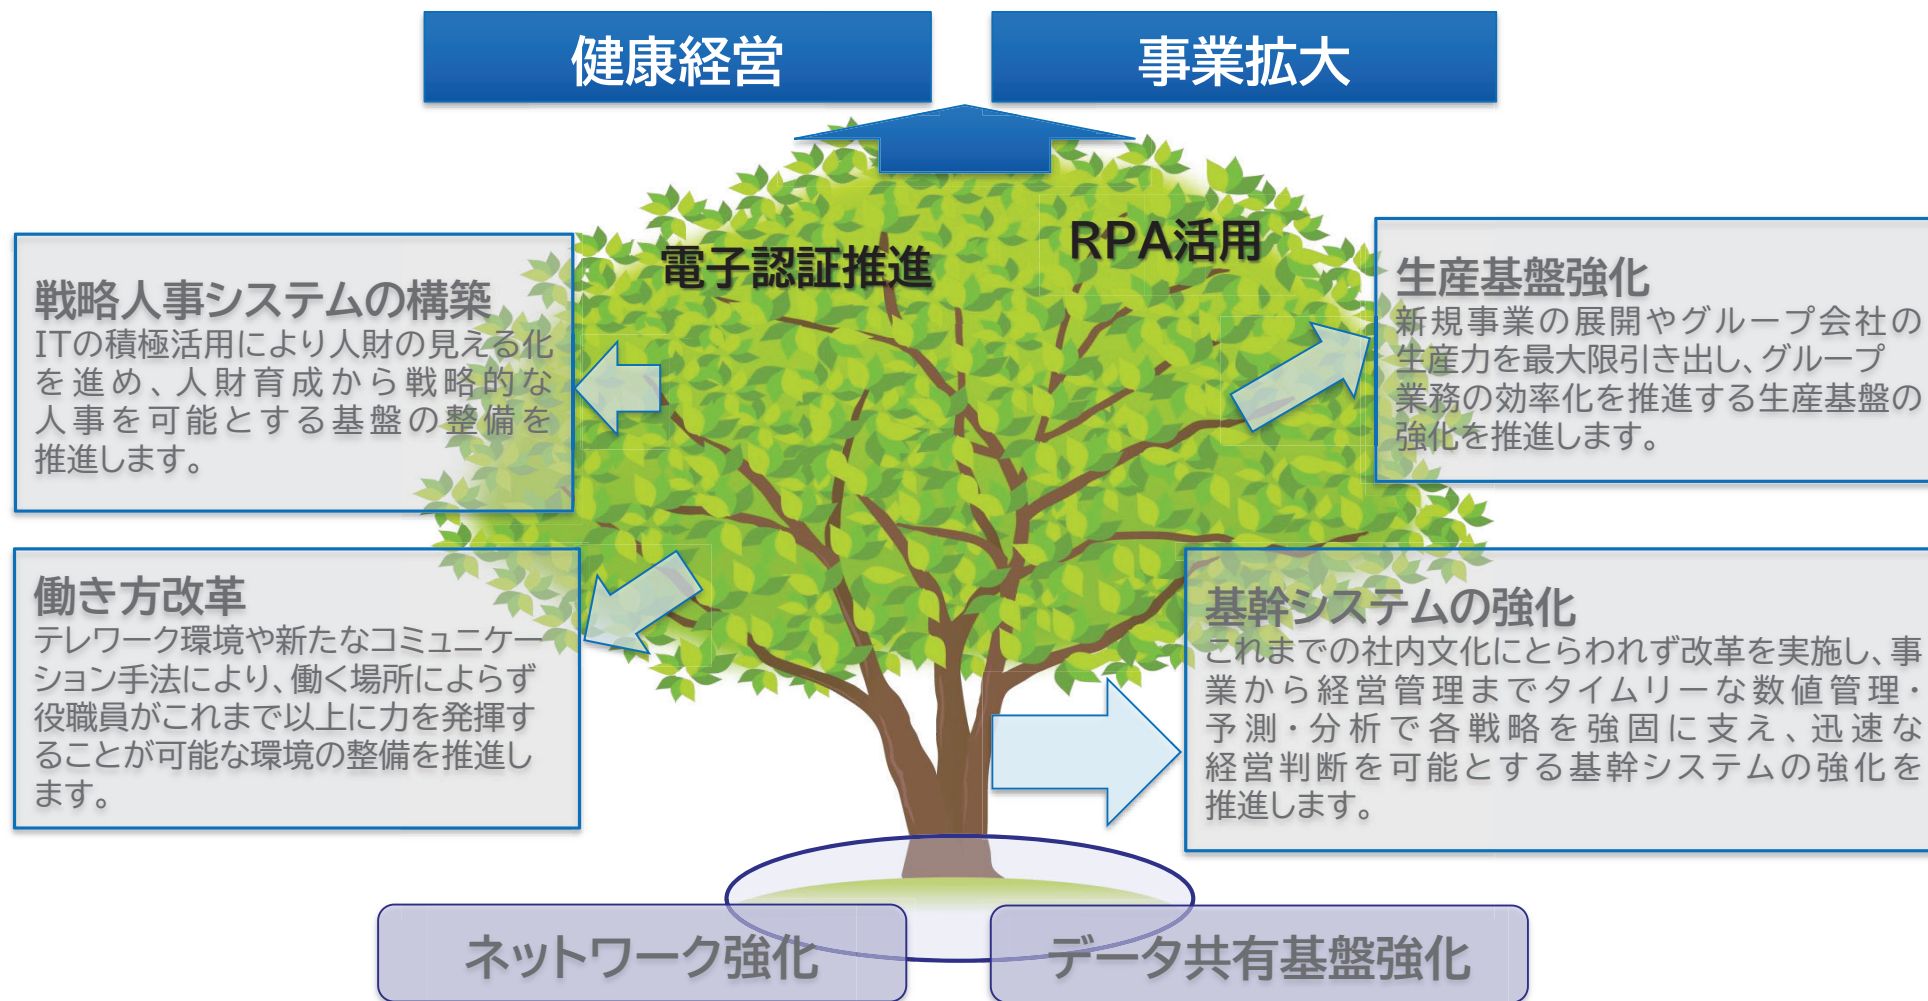 健康経営
事業拡大
電子認証推進
RPA活用
戦略人事システムの構築
ITの積極活用により人財の見える化
を進め、人財育成から戦略的な
人事を可能とする基盤の整備を
推進します。
生産基盤強化
新規事業の展開やグループ会社の
生産力を最大限引き出し、グループ
業務の効率化を推進する生産基盤の
強化を推進します。
働き方改革
テレワーク環境や新たなコミュニケー
ション手法により、働く場所によらず
役職員がこれまで以上に力を発揮す
ることが可能な環境の整備を推進し
ます。
基幹システムの強化
これまでの社内文化にとらわれず改革を実施し、事
業から経営管理までタイムリーな数値管理・
予測・分析で各戦略を強固に支え、迅速な
経営判断を可能とする基幹システムの強化を
推進します。
ネットワーク強化
データ共有基盤強化